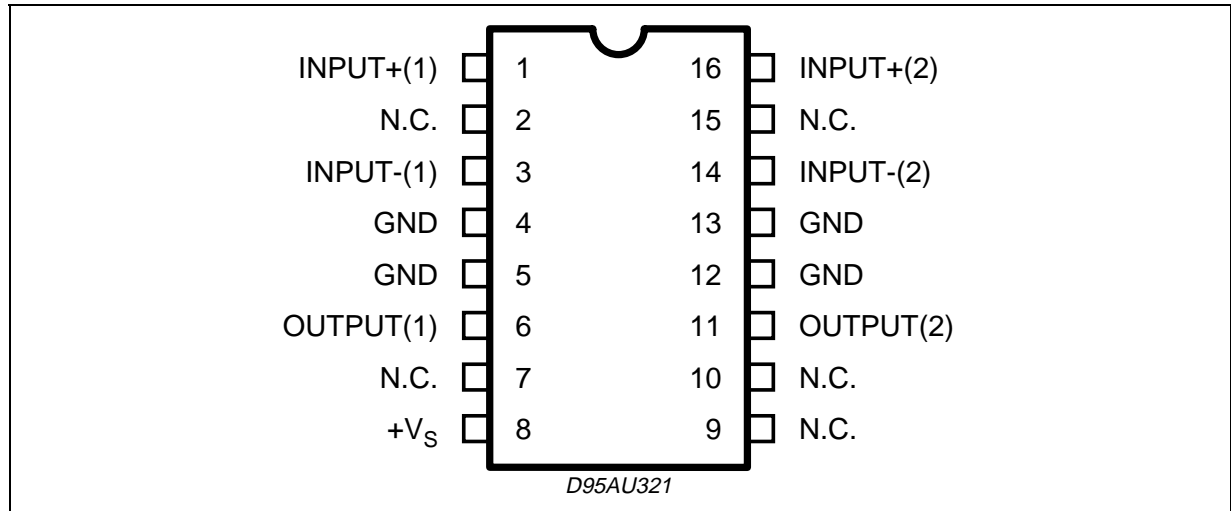 INPUT+(1) 1 16 INPUT+(2)
N.C. 2 15 N.C.
INPUT-(1) 3 14 INPUT-(2)
GND 4 13 GND
GND 5 12 GND
OUTPUT(1) 6 11 OUTPUT(2)
N.C. 7 10 N.C.
+VS 8 9 N.C.
D95AU321